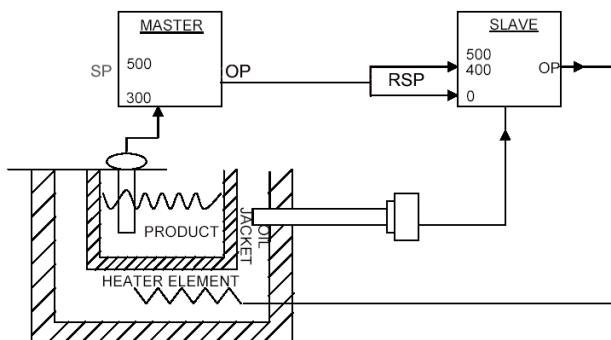 MASTER
SP
500
300
OP
RSP
SLAVE
500
400
0
OP
PRODUCT
OIL
JACKET
HEATER ELEMENT